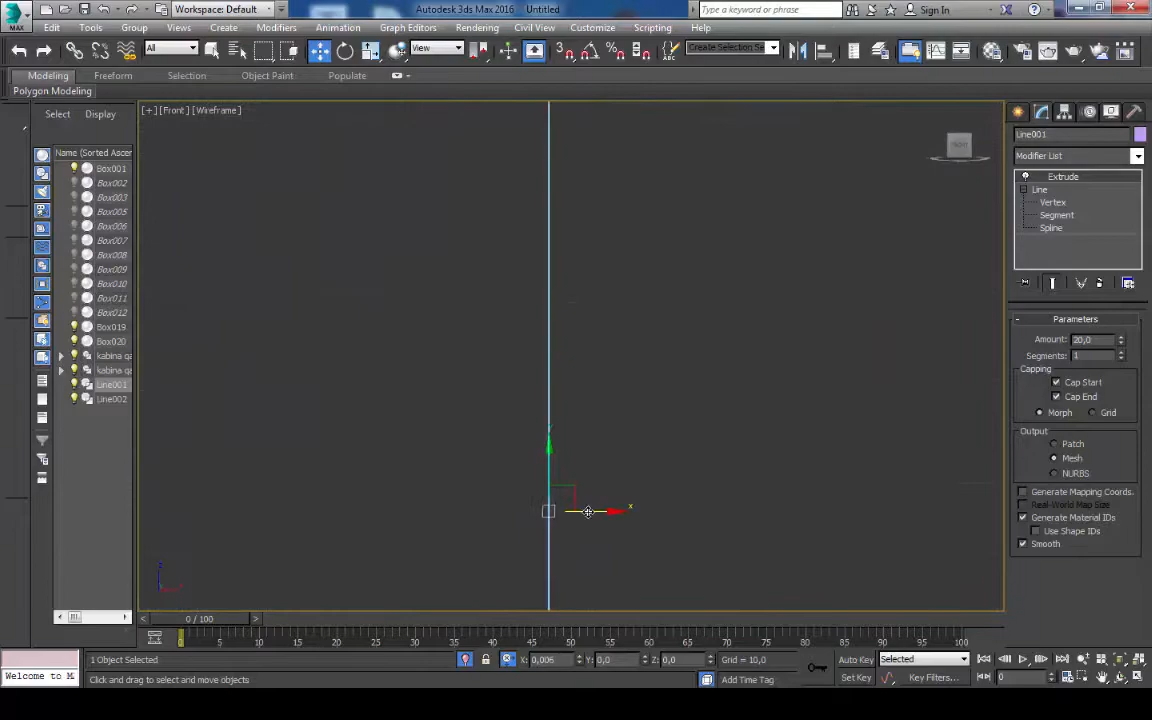 Workspace: Default
Autodesk 3ds Max 2016 Untitled
Type a keyword or phrase
Sign In
MAX
Edit Tools Group Views Create Modifiers Animation Graph Editors Rendering Civil View Customize Scripting Help
All
View
Create Selection Se
Modeling Freeform Selection Object Paint Populate
Polygon Modeling
Select Display
Name (Sorted Ascen
Box001
Box002
Box003
Box005
Box006
Box007
Box008
Box009
Box010
Box011
Box012
Box019
Box020
kabina qa
kabina qa
Line001
Line002
[+] [Front] [Wireframe]
FRONT
x
z
Line001
Modifier List
Extrude
Line
Vertex
Segment
Spline
Parameters
Amount: 20,0
Segments: 1
Capping
Cap Start
Cap End
Morph Grid
Output
Patch
Mesh
NURBS
Generate Mapping Coords.
Real-World Map Size
Generate Material IDs
Use Shape IDs
Smooth
0 / 100
0 5 10 15 20 25 30 35 40 45 50 55 60 65 70 75 80 85 90 95 100
1 Object Selected
X: 0,006 Y: 0,0 Z: 0,0 Grid = 10,0
Auto Key Selected
Welcome to M
Click and drag to select and move objects
Add Time Tag
Set Key Key Filters...
0